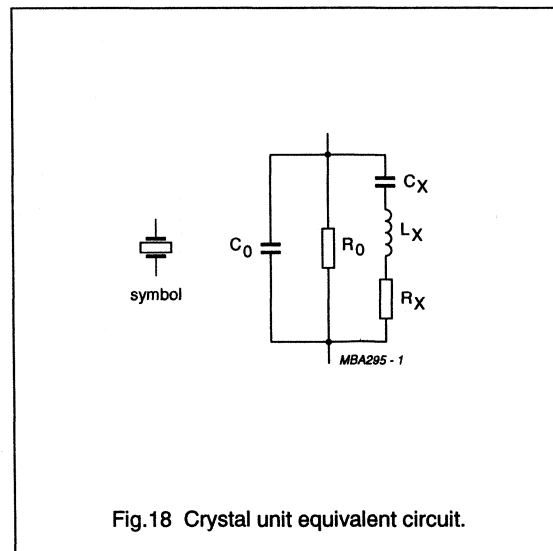 symbol
C0
R0
CX
LX
RX
MBA295 - 1
Fig.18 Crystal unit equivalent circuit.